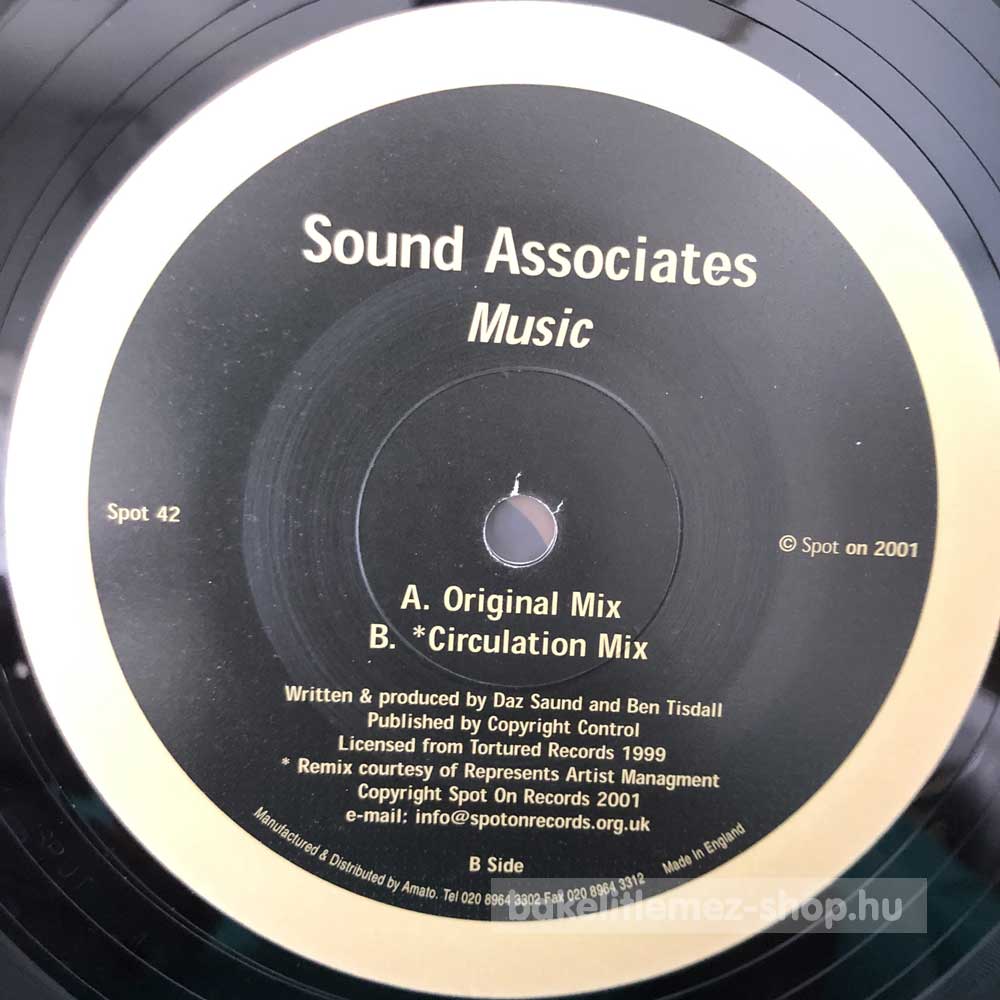 Sound Associates
Music
Spot 42
© Spot on 2001
A. Original Mix
B. *Circulation Mix
Written & produced by Daz Saund and Ben Tisdall
Published by Copyright Control
Licensed from Tortured Records 1999
* Remix courtesy of Represents Artist Managment
Copyright Spot On Records 2001
e-mail: info@spotonrecords.org.uk
B Side
Manufactured & Distributed by Amato. Tel 020 8964 3302 Fax 020 8964 3312 Made In England
bakelitlemez-shop.hu